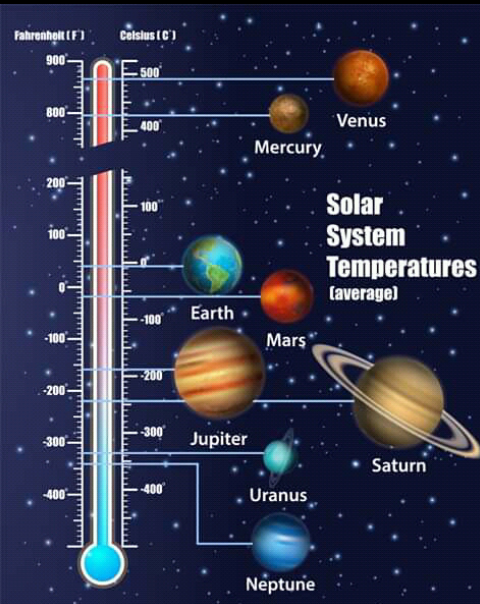 Fahrenheit (F°) Celsius (C°)
900°
500°
800°
400°
Venus
Mercury
200°
100°
100°
0°
0°
-100°
-100°
-200°
-200°
-300°
-300°
-400°
-400°
Solar
System
Temperatures
(average)
Earth
Mars
Jupiter
Saturn
Uranus
Neptune